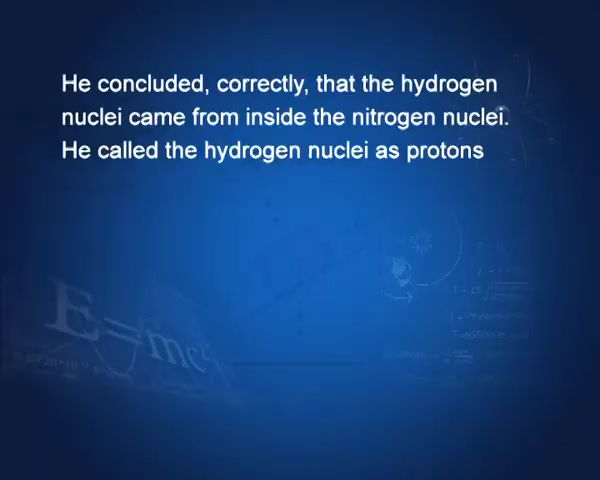 He concluded, correctly, that the hydrogen
nuclei came from inside the nitrogen nuclei.
He called the hydrogen nuclei as protons
E=mc²